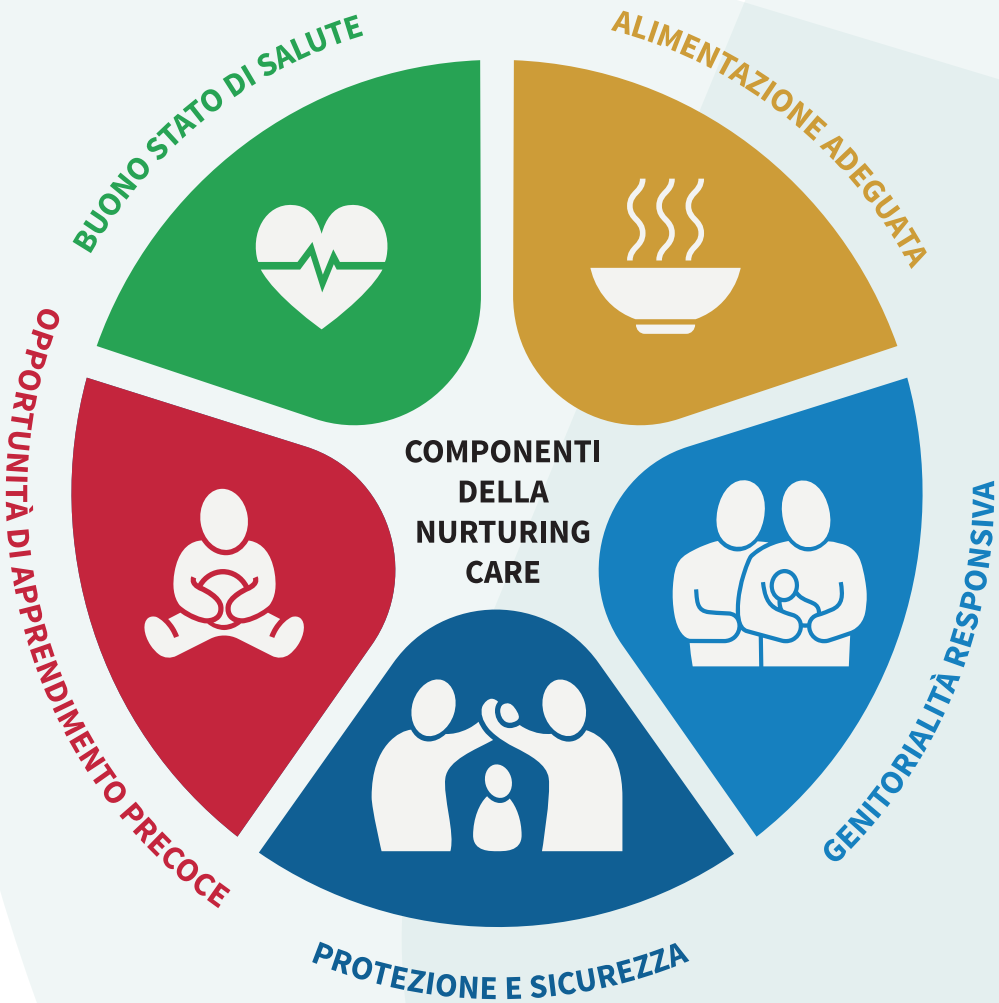 BUONO STATO DI SALUTE
ALIMENTAZIONE ADEGUATA
OPPORTUNITÀ DI APPRENDIMENTO PRECOCE
COMPONENTI
DELLA
NURTURING
CARE
GENITORIALITÀ RESPONSIVA
PROTEZIONE E SICUREZZA